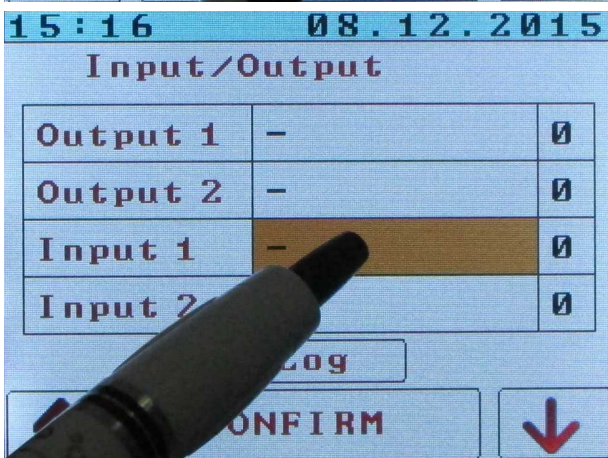 15:16 08.12.2015
Input/Output
Output 1 - 0
Output 2 - 0
Input 1 - 0
Input 2 0